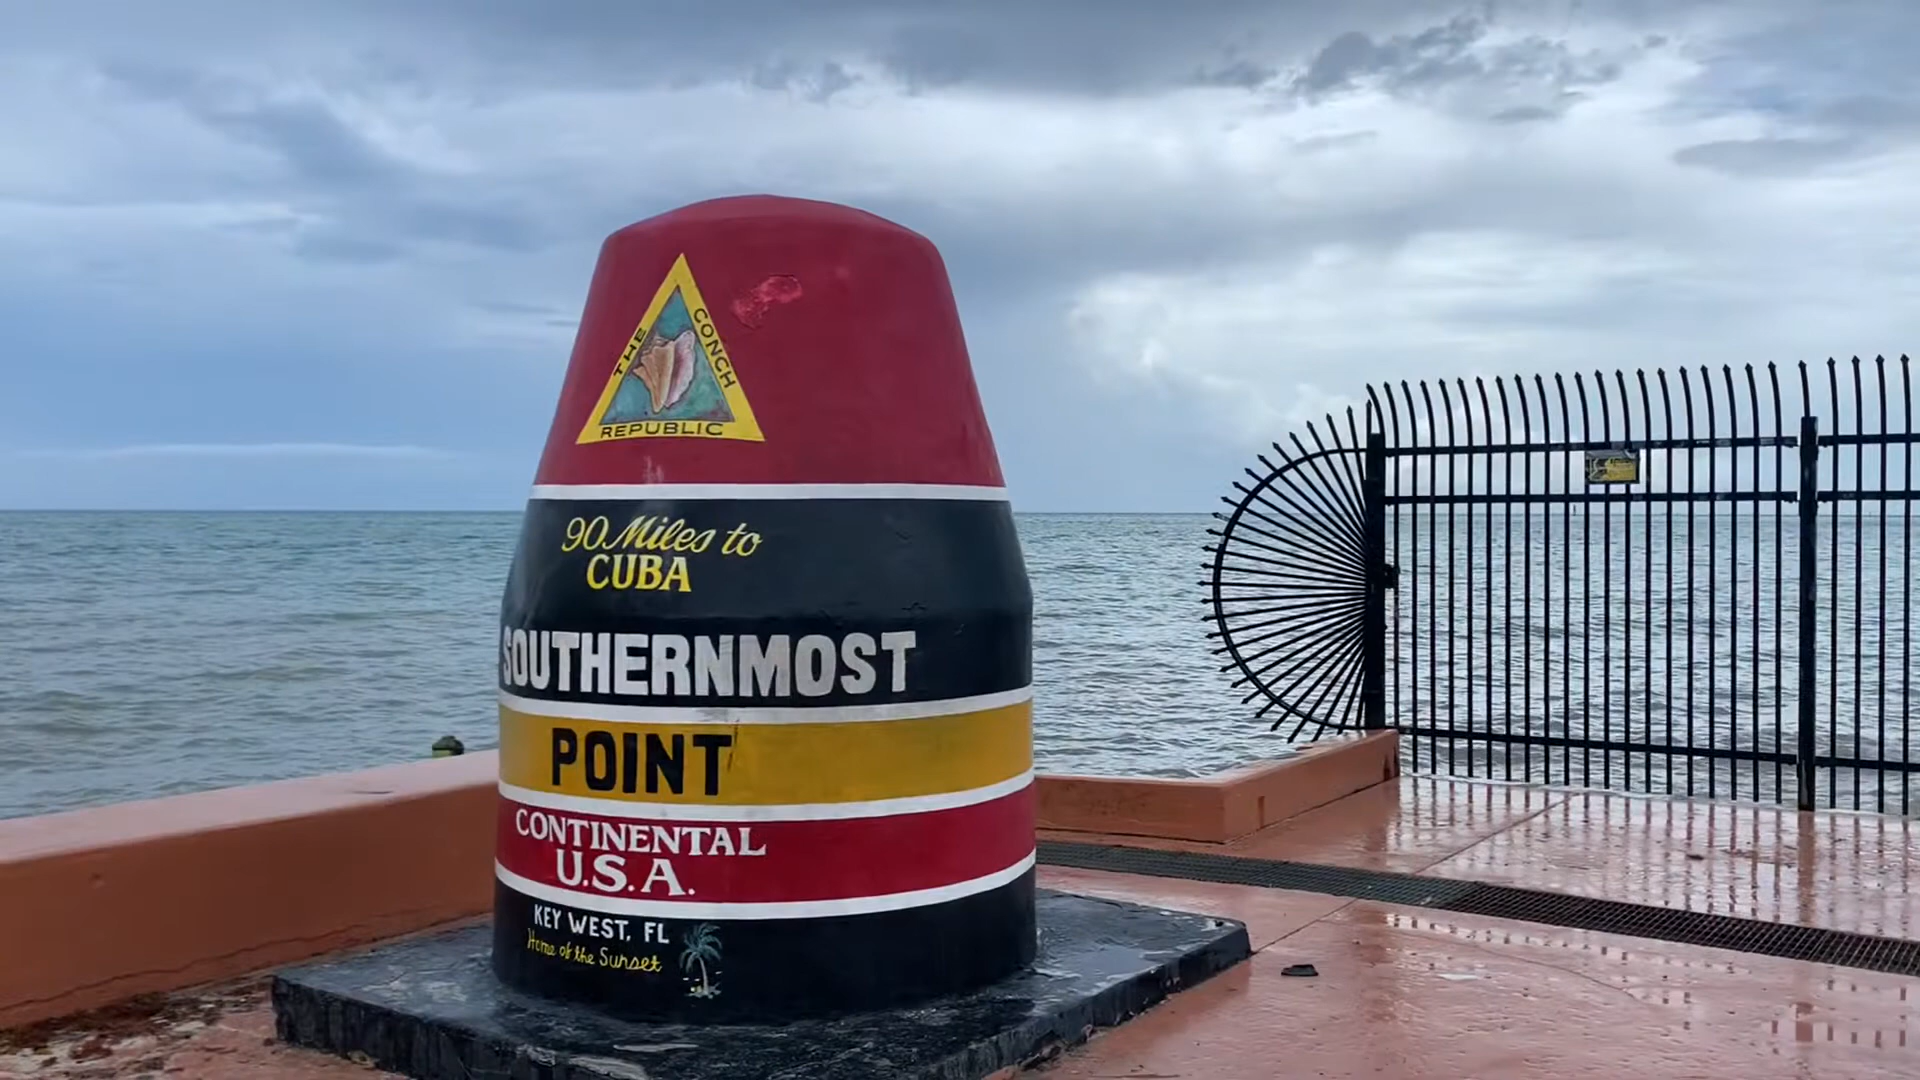 THE CONCH
REPUBLIC
90 Miles to
CUBA
SOUTHERNMOST
POINT
CONTINENTAL
U.S.A.
KEY WEST, FL
Home of the Sunset